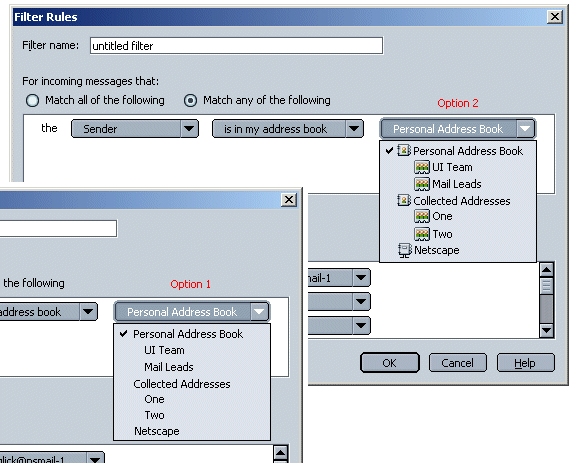 Filter Rules
Filter name: untitled filter
For incoming messages that:
Match all of the following Match any of the following
Option 2
the Sender is in my address book Personal Address Book
Personal Address Book
UI Team
Mail Leads
Collected Addresses
One
Two
Netscape
ail-1
OK Cancel Help
the following
Option 1
address book Personal Address Book
Personal Address Book
UI Team
Mail Leads
Collected Addresses
One
Two
Netscape
glick@nsmail-1